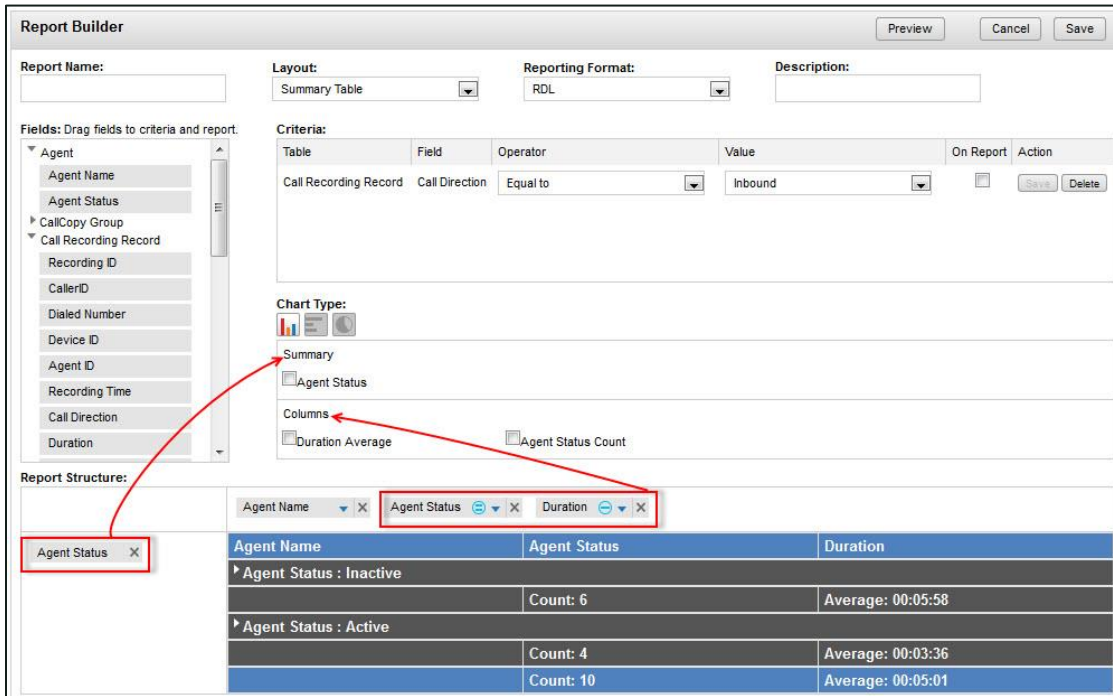 Report Builder Preview Cancel Save
Report Name: Layout: Reporting Format: Description:
Summary Table RDL
Fields: Drag fields to criteria and report. Criteria:
Agent
Agent Name
Agent Status
CallCopy Group
Call Recording Record
Recording ID
CallerID
Dialed Number
Device ID
Agent ID
Recording Time
Call Direction
Duration
Table Field Operator Value On Report Action
Call Recording Record Call Direction Equal to Inbound Save Delete
Chart Type:
Summary
Agent Status
Columns
Duration Average Agent Status Count
Report Structure:
Agent Name Agent Status Duration
Agent Status
Agent Name Agent Status Duration
Agent Status : Inactive
Count: 6 Average: 00:05:58
Agent Status : Active
Count: 4 Average: 00:03:36
Count: 10 Average: 00:05:01